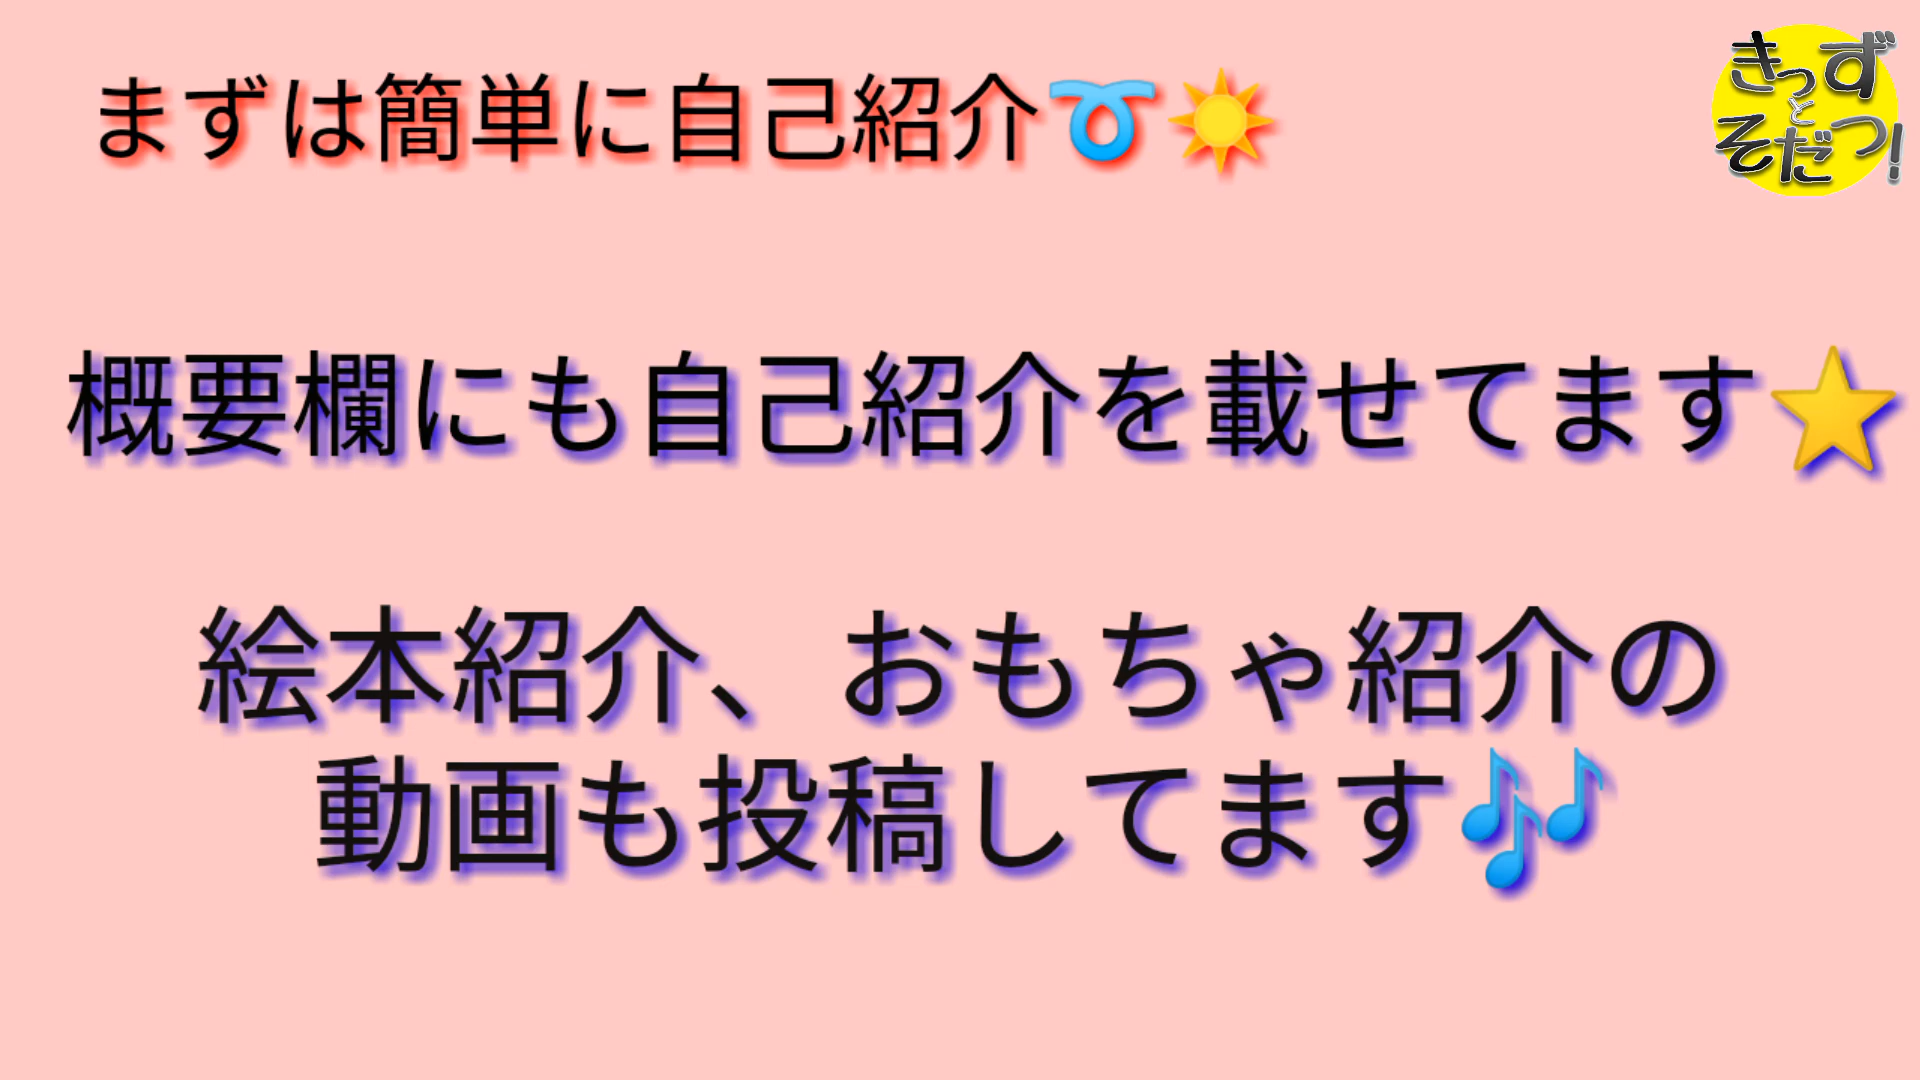 まずは簡単に自己紹介➰☀️
きっず
と
そだつ!
概要欄にも自己紹介を載せてます⭐
絵本紹介、おもちゃ紹介の
動画も投稿してます🎶